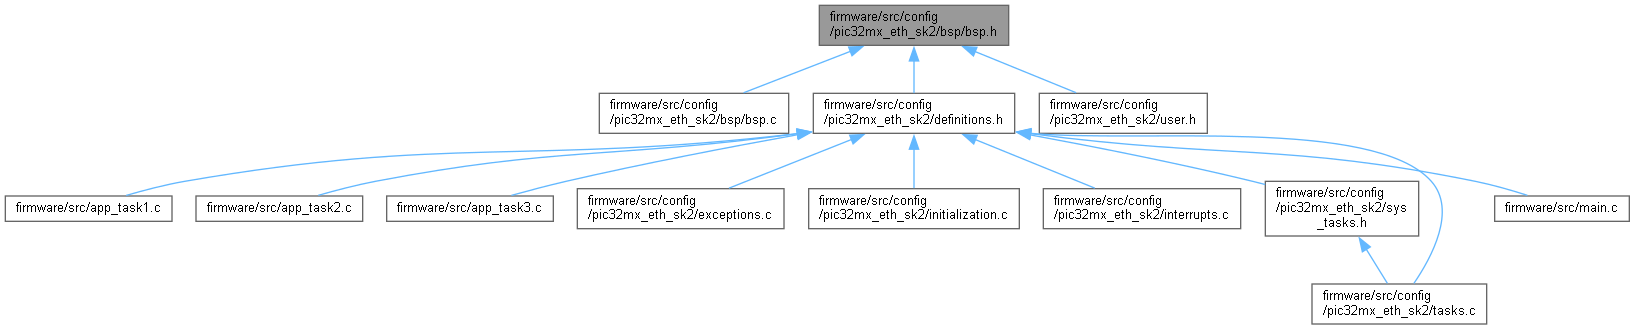 firmware/src/config
/pic32mx_eth_sk2/bsp/bsp.h
firmware/src/config
/pic32mx_eth_sk2/bsp/bsp.c
firmware/src/config
/pic32mx_eth_sk2/definitions.h
firmware/src/config
/pic32mx_eth_sk2/user.h
firmware/src/app_task1.c
firmware/src/app_task2.c
firmware/src/app_task3.c
firmware/src/config
/pic32mx_eth_sk2/exceptions.c
firmware/src/config
/pic32mx_eth_sk2/initialization.c
firmware/src/config
/pic32mx_eth_sk2/interrupts.c
firmware/src/config
/pic32mx_eth_sk2/sys
_tasks.h
firmware/src/main.c
firmware/src/config
/pic32mx_eth_sk2/tasks.c